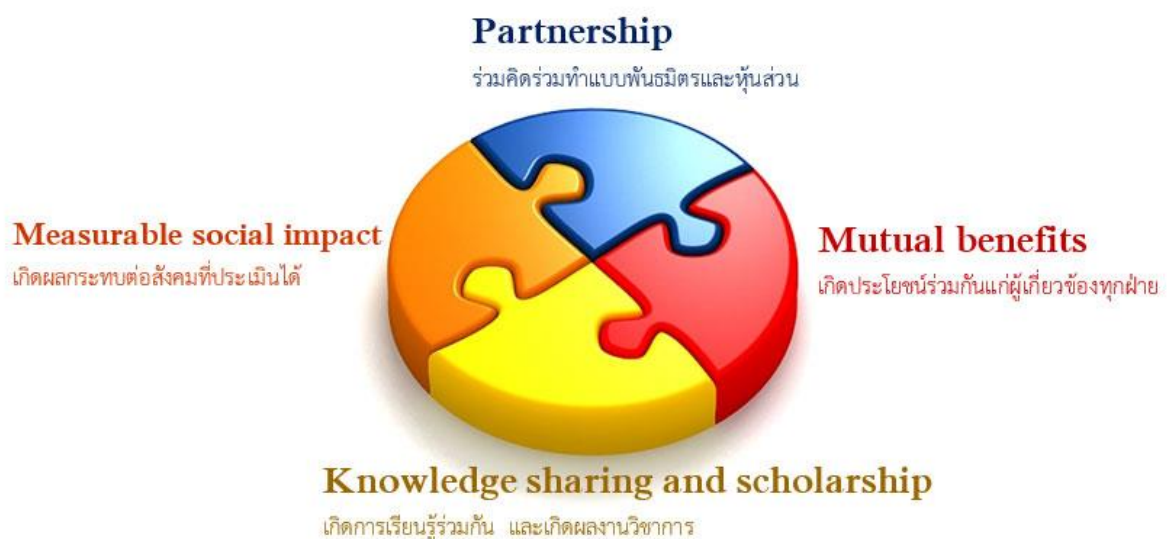 Partnership
ร่วมคิดร่วมทำแบบพันธมิตรและหุ้นส่วน
Measurable social impact
เกิดผลกระทบต่อสังคมที่ประเมินได้
Mutual benefits
เกิดประโยชน์ร่วมกันแก่ผู้เกี่ยวข้องทุกฝ่าย
Knowledge sharing and scholarship
เกิดการเรียนรู้ร่วมกัน และเกิดผลงานวิชาการ